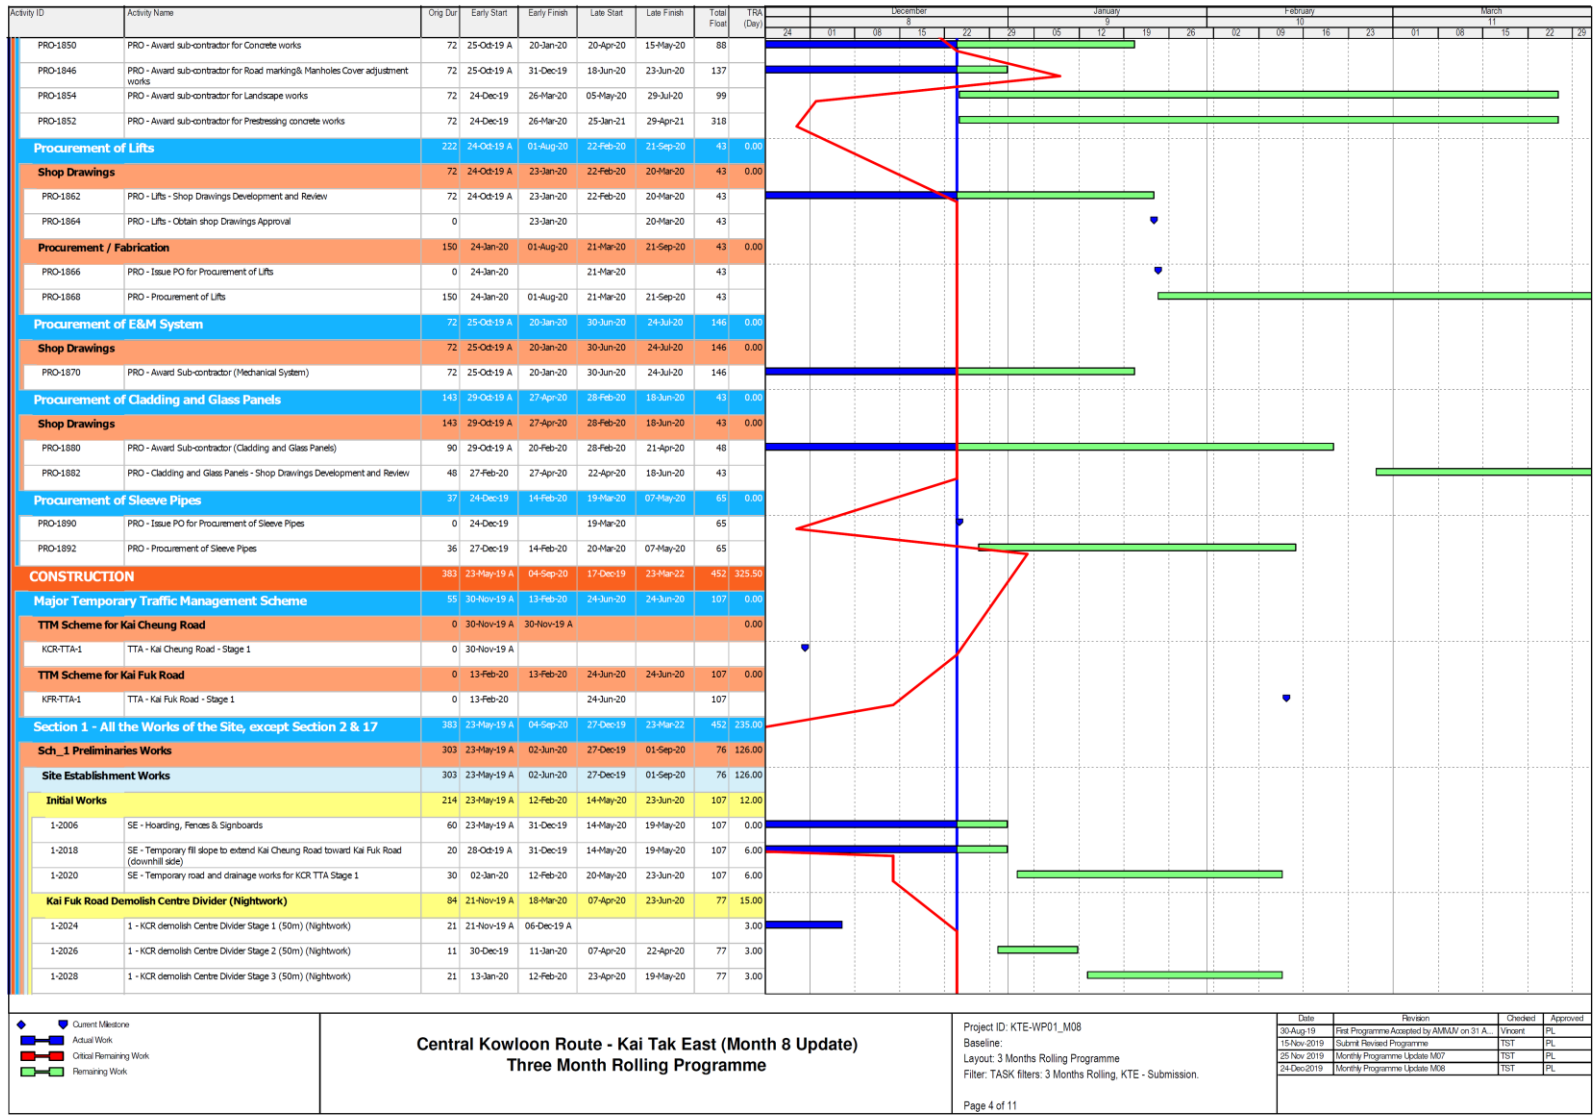 Activity ID Activity Name Orig Dur Early Start Early Finish Late Start Late Finish Total Float TRA (Day) December January February March
8 9 10 11
24 01 08 15 22 29 05 12 19 26 02 09 16 23 01 08 15 22 29
PRO-1850 PRO - Award sub-contractor for Concrete works 72 25-Oct-19 A 20-Jan-20 20-Apr-20 15-May-20 88
PRO-1846 PRO - Award sub-contractor for Road marking& Manholes Cover adjustment works 72 25-Oct-19 A 31-Dec-19 18-Jun-20 23-Jun-20 137
PRO-1854 PRO - Award sub-contractor for Landscape works 72 24-Dec-19 26-Mar-20 05-May-20 29-Jul-20 99
PRO-1852 PRO - Award sub-contractor for Prestressing concrete works 72 24-Dec-19 26-Mar-20 25-Jan-21 29-Apr-21 318
Procurement of Lifts 222 24-Oct-19 A 01-Aug-20 22-Feb-20 21-Sep-20 43 0.00
Shop Drawings 72 24-Oct-19 A 23-Jan-20 22-Feb-20 20-Mar-20 43 0.00
PRO-1862 PRO - Lifts - Shop Drawings Development and Review 72 24-Oct-19 A 23-Jan-20 22-Feb-20 20-Mar-20 43
PRO-1864 PRO - Lifts - Obtain shop Drawings Approval 0 23-Jan-20 20-Mar-20 43
Procurement / Fabrication 150 24-Jan-20 01-Aug-20 21-Mar-20 21-Sep-20 43 0.00
PRO-1866 PRO - Issue PO for Procurement of Lifts 0 24-Jan-20 21-Mar-20 43
PRO-1868 PRO - Procurement of Lifts 150 24-Jan-20 01-Aug-20 21-Mar-20 21-Sep-20 43
Procurement of E&M System 72 25-Oct-19 A 20-Jan-20 30-Jun-20 24-Jul-20 146 0.00
Shop Drawings 72 25-Oct-19 A 20-Jan-20 30-Jun-20 24-Jul-20 146 0.00
PRO-1870 PRO - Award Sub-contractor (Mechanical System) 72 25-Oct-19 A 20-Jan-20 30-Jun-20 24-Jul-20 146
Procurement of Cladding and Glass Panels 143 29-Oct-19 A 27-Apr-20 28-Feb-20 18-Jun-20 43 0.00
Shop Drawings 143 29-Oct-19 A 27-Apr-20 28-Feb-20 18-Jun-20 43 0.00
PRO-1880 PRO - Award Sub-contractor (Cladding and Glass Panels) 90 29-Oct-19 A 20-Feb-20 28-Feb-20 21-Apr-20 48
PRO-1882 PRO - Cladding and Glass Panels - Shop Drawings Development and Review 48 27-Feb-20 27-Apr-20 22-Apr-20 18-Jun-20 43
Procurement of Sleeve Pipes 37 24-Dec-19 14-Feb-20 19-Mar-20 07-May-20 65 0.00
PRO-1890 PRO - Issue PO for Procurement of Sleeve Pipes 0 24-Dec-19 19-Mar-20 65
PRO-1892 PRO - Procurement of Sleeve Pipes 36 27-Dec-19 14-Feb-20 20-Mar-20 07-May-20 65
CONSTRUCTION 383 23-May-19 A 04-Sep-20 17-Dec-19 23-Mar-22 452 325.50
Major Temporary Traffic Management Scheme 55 30-Nov-19 A 13-Feb-20 24-Jun-20 24-Jun-20 107 0.00
TTM Scheme for Kai Cheung Road 0 30-Nov-19 A 30-Nov-19 A 0.00
KCR-TTA-1 TTA - Kai Cheung Road - Stage 1 0 30-Nov-19 A
TTM Scheme for Kai Fuk Road 0 13-Feb-20 13-Feb-20 24-Jun-20 24-Jun-20 107 0.00
KFR-TTA-1 TTA - Kai Fuk Road - Stage 1 0 13-Feb-20 24-Jun-20 107
Section 1 - All the Works of the Site, except Section 2 & 17 383 23-May-19 A 04-Sep-20 27-Dec-19 23-Mar-22 452 235.00
Sch_1 Preliminaries Works 303 23-May-19 A 02-Jun-20 27-Dec-19 01-Sep-20 76 126.00
Site Establishment Works 303 23-May-19 A 02-Jun-20 27-Dec-19 01-Sep-20 76 126.00
Initial Works 214 23-May-19 A 12-Feb-20 14-May-20 23-Jun-20 107 12.00
1-2006 SE - Hoarding, Fences & Signboards 60 23-May-19 A 31-Dec-19 14-May-20 19-May-20 107 0.00
1-2018 SE - Temporary fill slope to extend Kai Cheung Road toward Kai Fuk Road (downhill side) 20 28-Oct-19 A 31-Dec-19 14-May-20 19-May-20 107 6.00
1-2020 SE - Temporary road and drainage works for KCR TTA Stage 1 30 02-Jan-20 12-Feb-20 20-May-20 23-Jun-20 107 6.00
Kai Fuk Road Demolish Centre Divider (Nightwork) 84 21-Nov-19 A 18-Mar-20 07-Apr-20 23-Jun-20 77 15.00
1-2024 1 - KCR demolish Centre Divider Stage 1 (50m) (Nightwork) 21 21-Nov-19 A 06-Dec-19 A 3.00
1-2026 1 - KCR demolish Centre Divider Stage 2 (50m) (Nightwork) 11 30-Dec-19 11-Jan-20 07-Apr-20 22-Apr-20 77 3.00
1-2028 1 - KCR demolish Centre Divider Stage 3 (50m) (Nightwork) 21 13-Jan-20 12-Feb-20 23-Apr-20 19-May-20 77 3.00
Current Milestone
Actual Work
Critical Remaining Work
Remaining Work
Central Kowloon Route - Kai Tak East (Month 8 Update)
Three Month Rolling Programme
Project ID: KTE-WP01_M08
Baseline:
Layout: 3 Months Rolling Programme
Filter: TASK filters: 3 Months Rolling, KTE - Submission.
Page 4 of 11
Date Revision Checked Approved
30-Aug-19 First Programme Accepted by AMMJV on 31 A... Vincent PL
15-Nov-2019 Submit Revised Programme TST PL
25 Nov 2019 Monthly Programme Update M07 TST PL
24-Dec-2019 Monthly Programme Update M08 TST PL